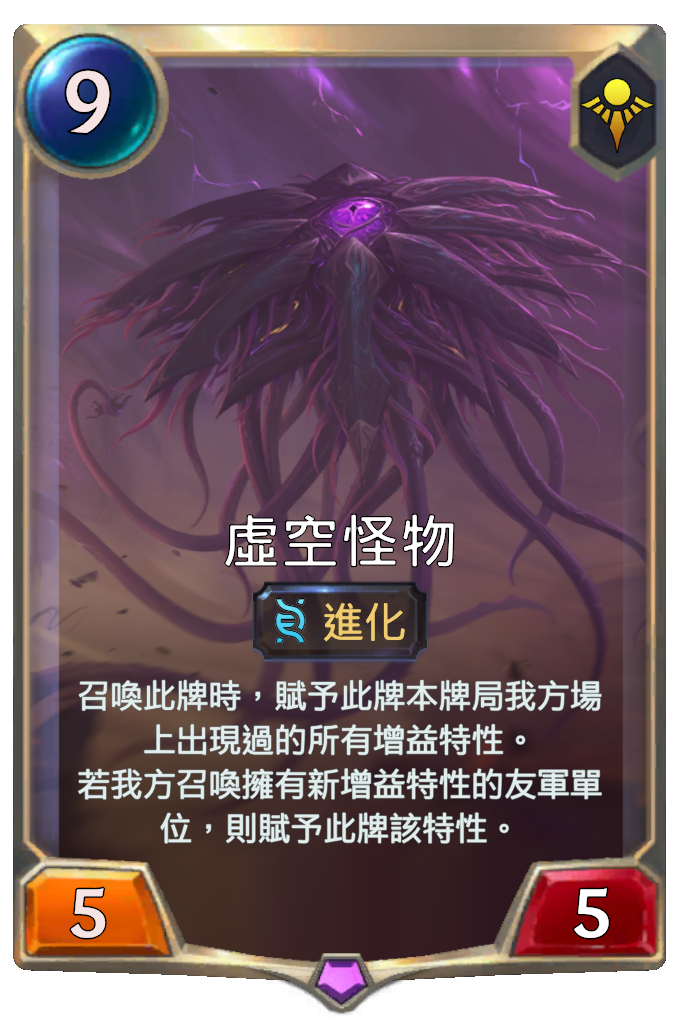 9
虛空怪物
進化
召喚此牌時，賦予此牌本牌局我方場
上出現過的所有增益特性。
若我方召喚擁有新增益特性的友軍單
位，則賦予此牌該特性。
5
5